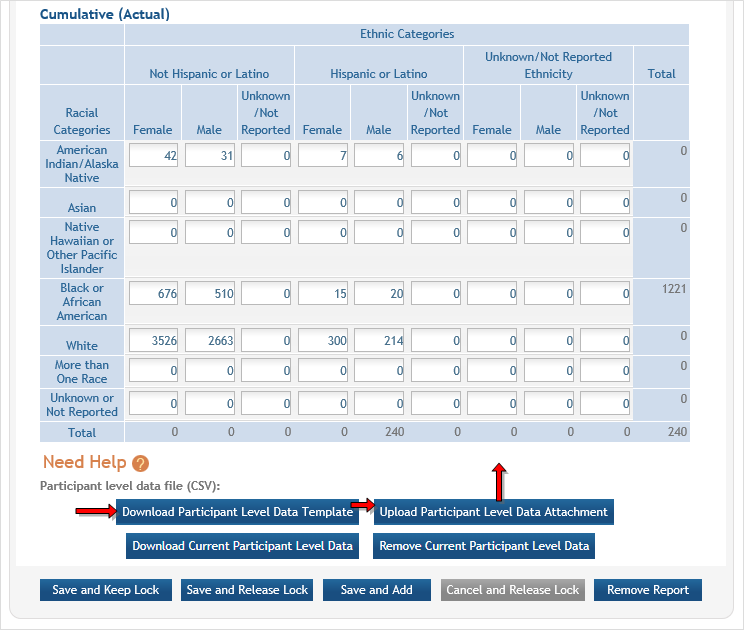 Cumulative (Actual)
Ethnic Categories
Not Hispanic or Latino Hispanic or Latino Unknown/Not Reported Ethnicity Total
Racial Categories Female Male Unknown /Not Reported Female Male Unknown /Not Reported Female Male Unknown /Not Reported
American Indian/Alaska Native 42 31 0 7 6 0 0 0 0 0
Asian 0 0 0 0 0 0 0 0 0 0
Native Hawaiian or Other Pacific Islander 0 0 0 0 0 0 0 0 0 0
Black or African American 676 510 0 15 20 0 0 0 0 1221
White 3526 2663 0 300 214 0 0 0 0 0
More than One Race 0 0 0 0 0 0 0 0 0 0
Unknown or Not Reported 0 0 0 0 0 0 0 0 0 0
Total 0 0 0 0 240 0 0 0 0 240
Need Help ?
Participant level data file (CSV):
Download Participant Level Data Template Upload Participant Level Data Attachment
Download Current Participant Level Data Remove Current Participant Level Data
Save and Keep Lock Save and Release Lock Save and Add Cancel and Release Lock Remove Report